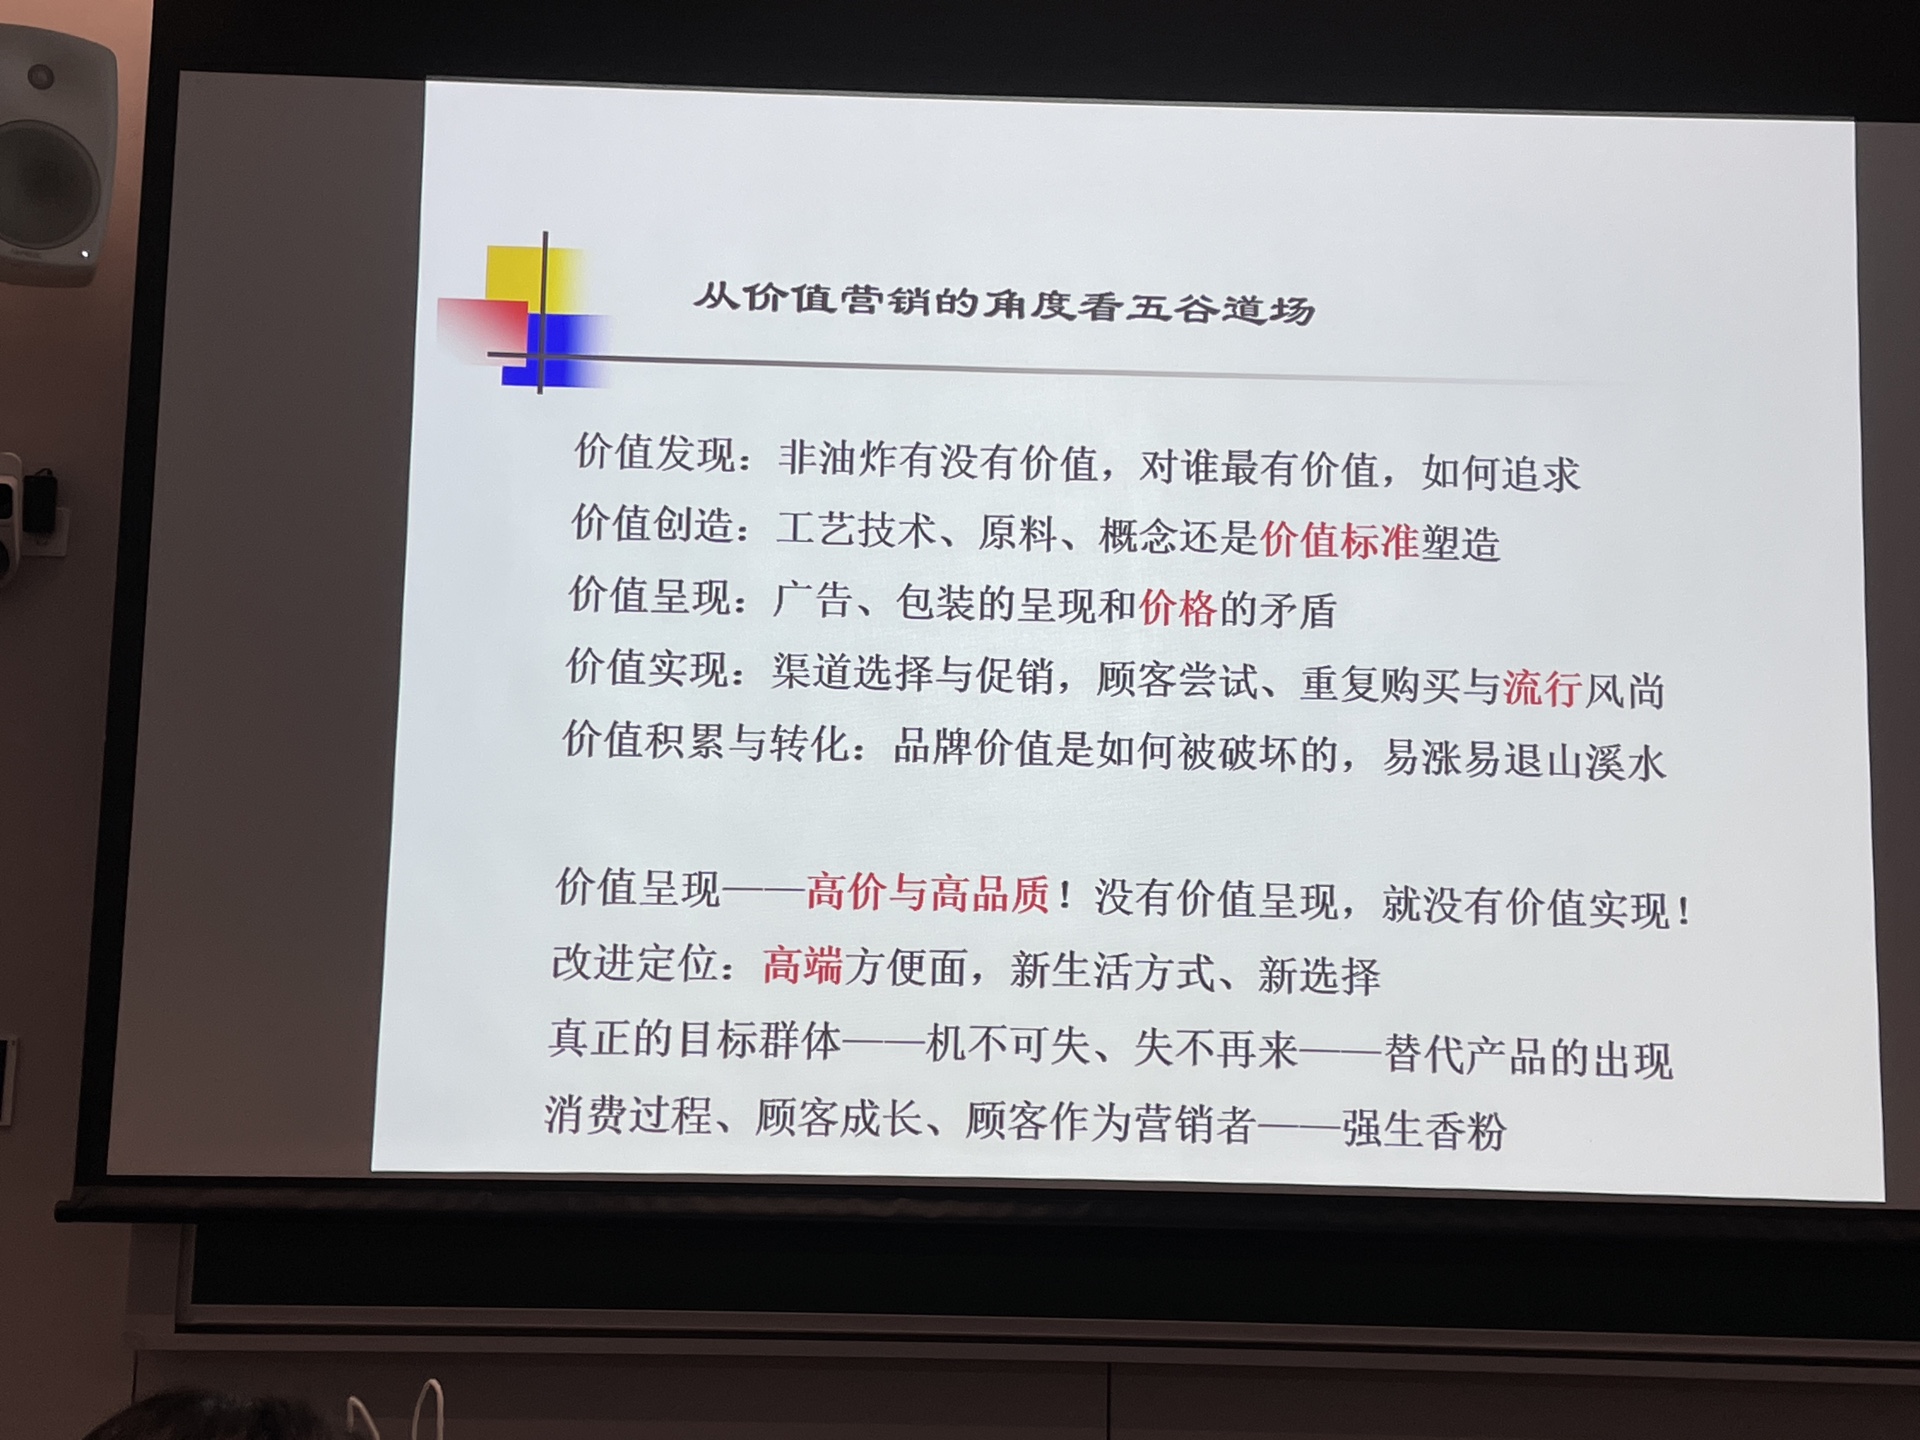 从价值营销的角度看五谷道场
价值发现：非油炸有没有价值，对谁最有价值，如何追求
价值创造：工艺技术、原料、概念还是价值标准塑造
价值呈现：广告、包装的呈现和价格的矛盾
价值实现：渠道选择与促销，顾客尝试、重复购买与流行风尚
价值积累与转化：品牌价值是如何被破坏的，易涨易退山溪水
价值呈现——高价与高品质！没有价值呈现，就没有价值实现！
改进定位：高端方便面，新生活方式、新选择
真正的目标群体——机不可失、失不再来——替代产品的出现
消费过程、顾客成长、顾客作为营销者——强生香粉